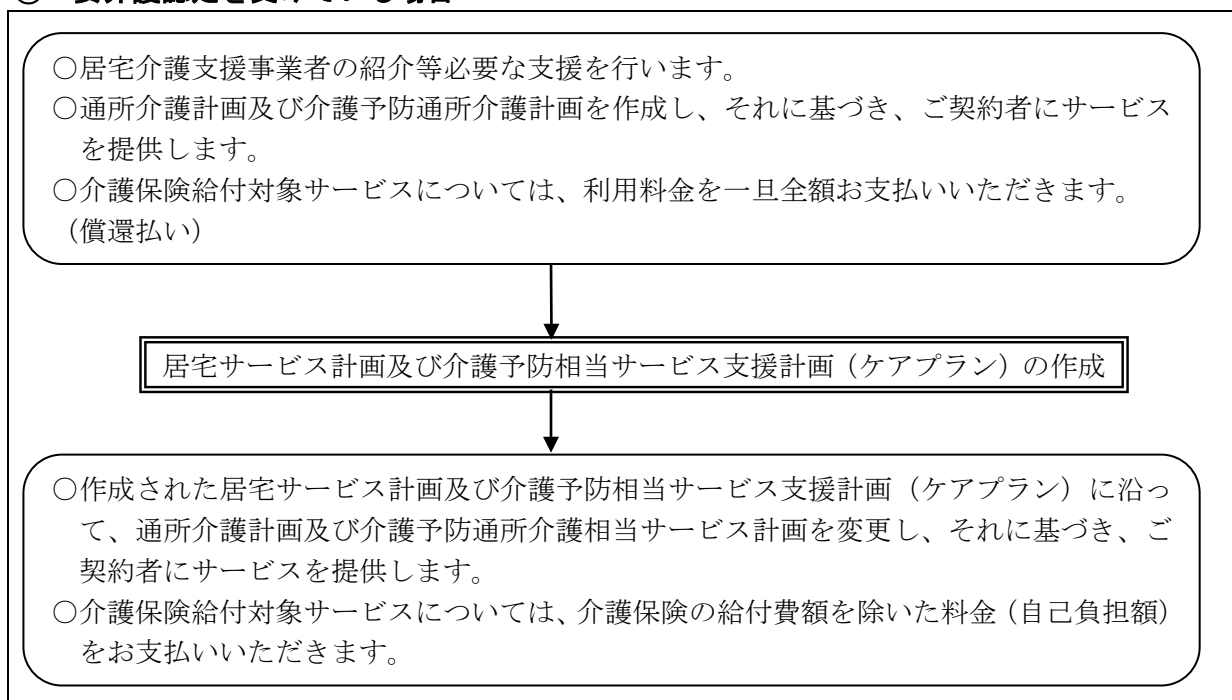 ○居宅介護支援事業者の紹介等必要な支援を行います。
○通所介護計画及び介護予防通所介護計画を作成し、それに基づき、ご契約者にサービス
を提供します。
○介護保険給付対象サービスについては、利用料金を一旦全額お支払いいただきます。
（償還払い）
居宅サービス計画及び介護予防相当サービス支援計画（ケアプラン）の作成
○作成された居宅サービス計画及び介護予防相当サービス支援計画（ケアプラン）に沿っ
て、通所介護計画及び介護予防通所介護相当サービス計画を変更し、それに基づき、ご
契約者にサービスを提供します。
○介護保険給付対象サービスについては、介護保険の給付費額を除いた料金（自己負担額）
をお支払いいただきます。